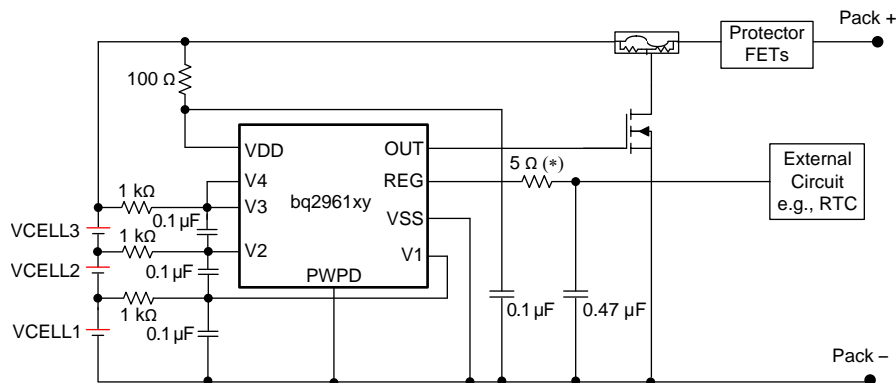 Pack +
Protector
FETs
100 Ω
VDD
OUT
5 Ω (*)
External
Circuit
e.g., RTC
V4
REG
1 kΩ
V3
bq2961xy
0.1 µF
VSS
VCELL3
1 kΩ
V2
V1
VCELL2
0.1 µF
PWPD
1 kΩ
0.1 µF
0.47 µF
VCELL1
0.1 µF
Pack –